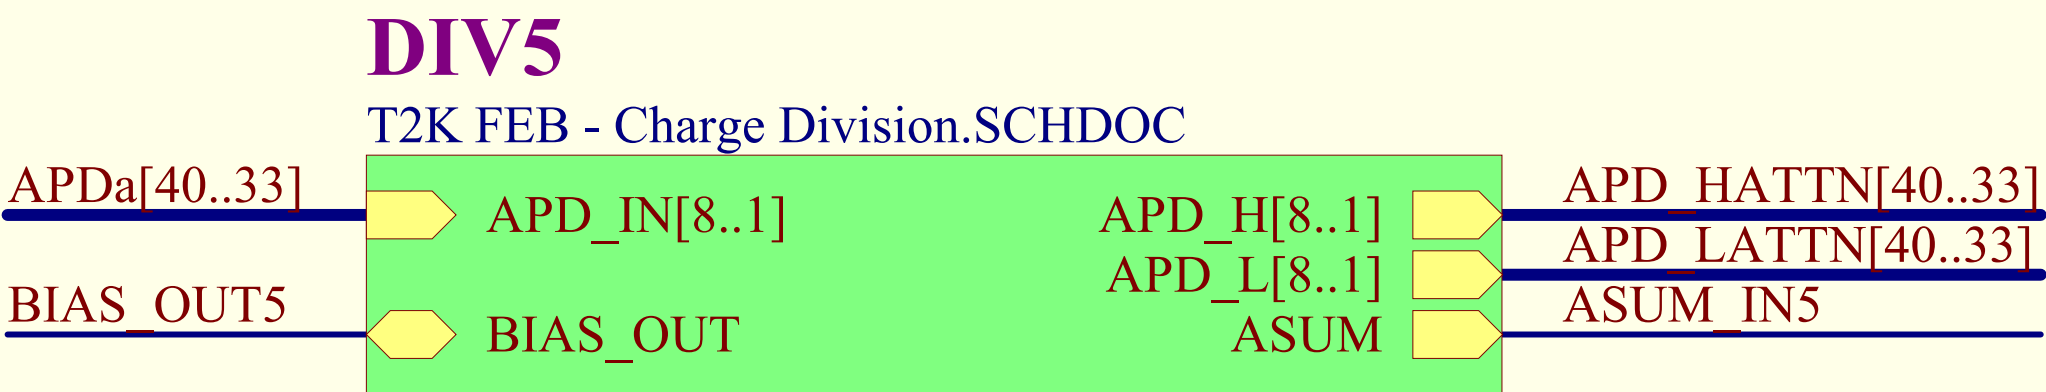 DIV5
T2K FEB - Charge Division.SCHDOC
APDa[40..33]
APD_IN[8..1]
APD_H[8..1]
APD_HATTN[40..33]
APD_L[8..1]
APD_LATTN[40..33]
BIAS_OUT5
BIAS_OUT
ASUM
ASUM_IN5